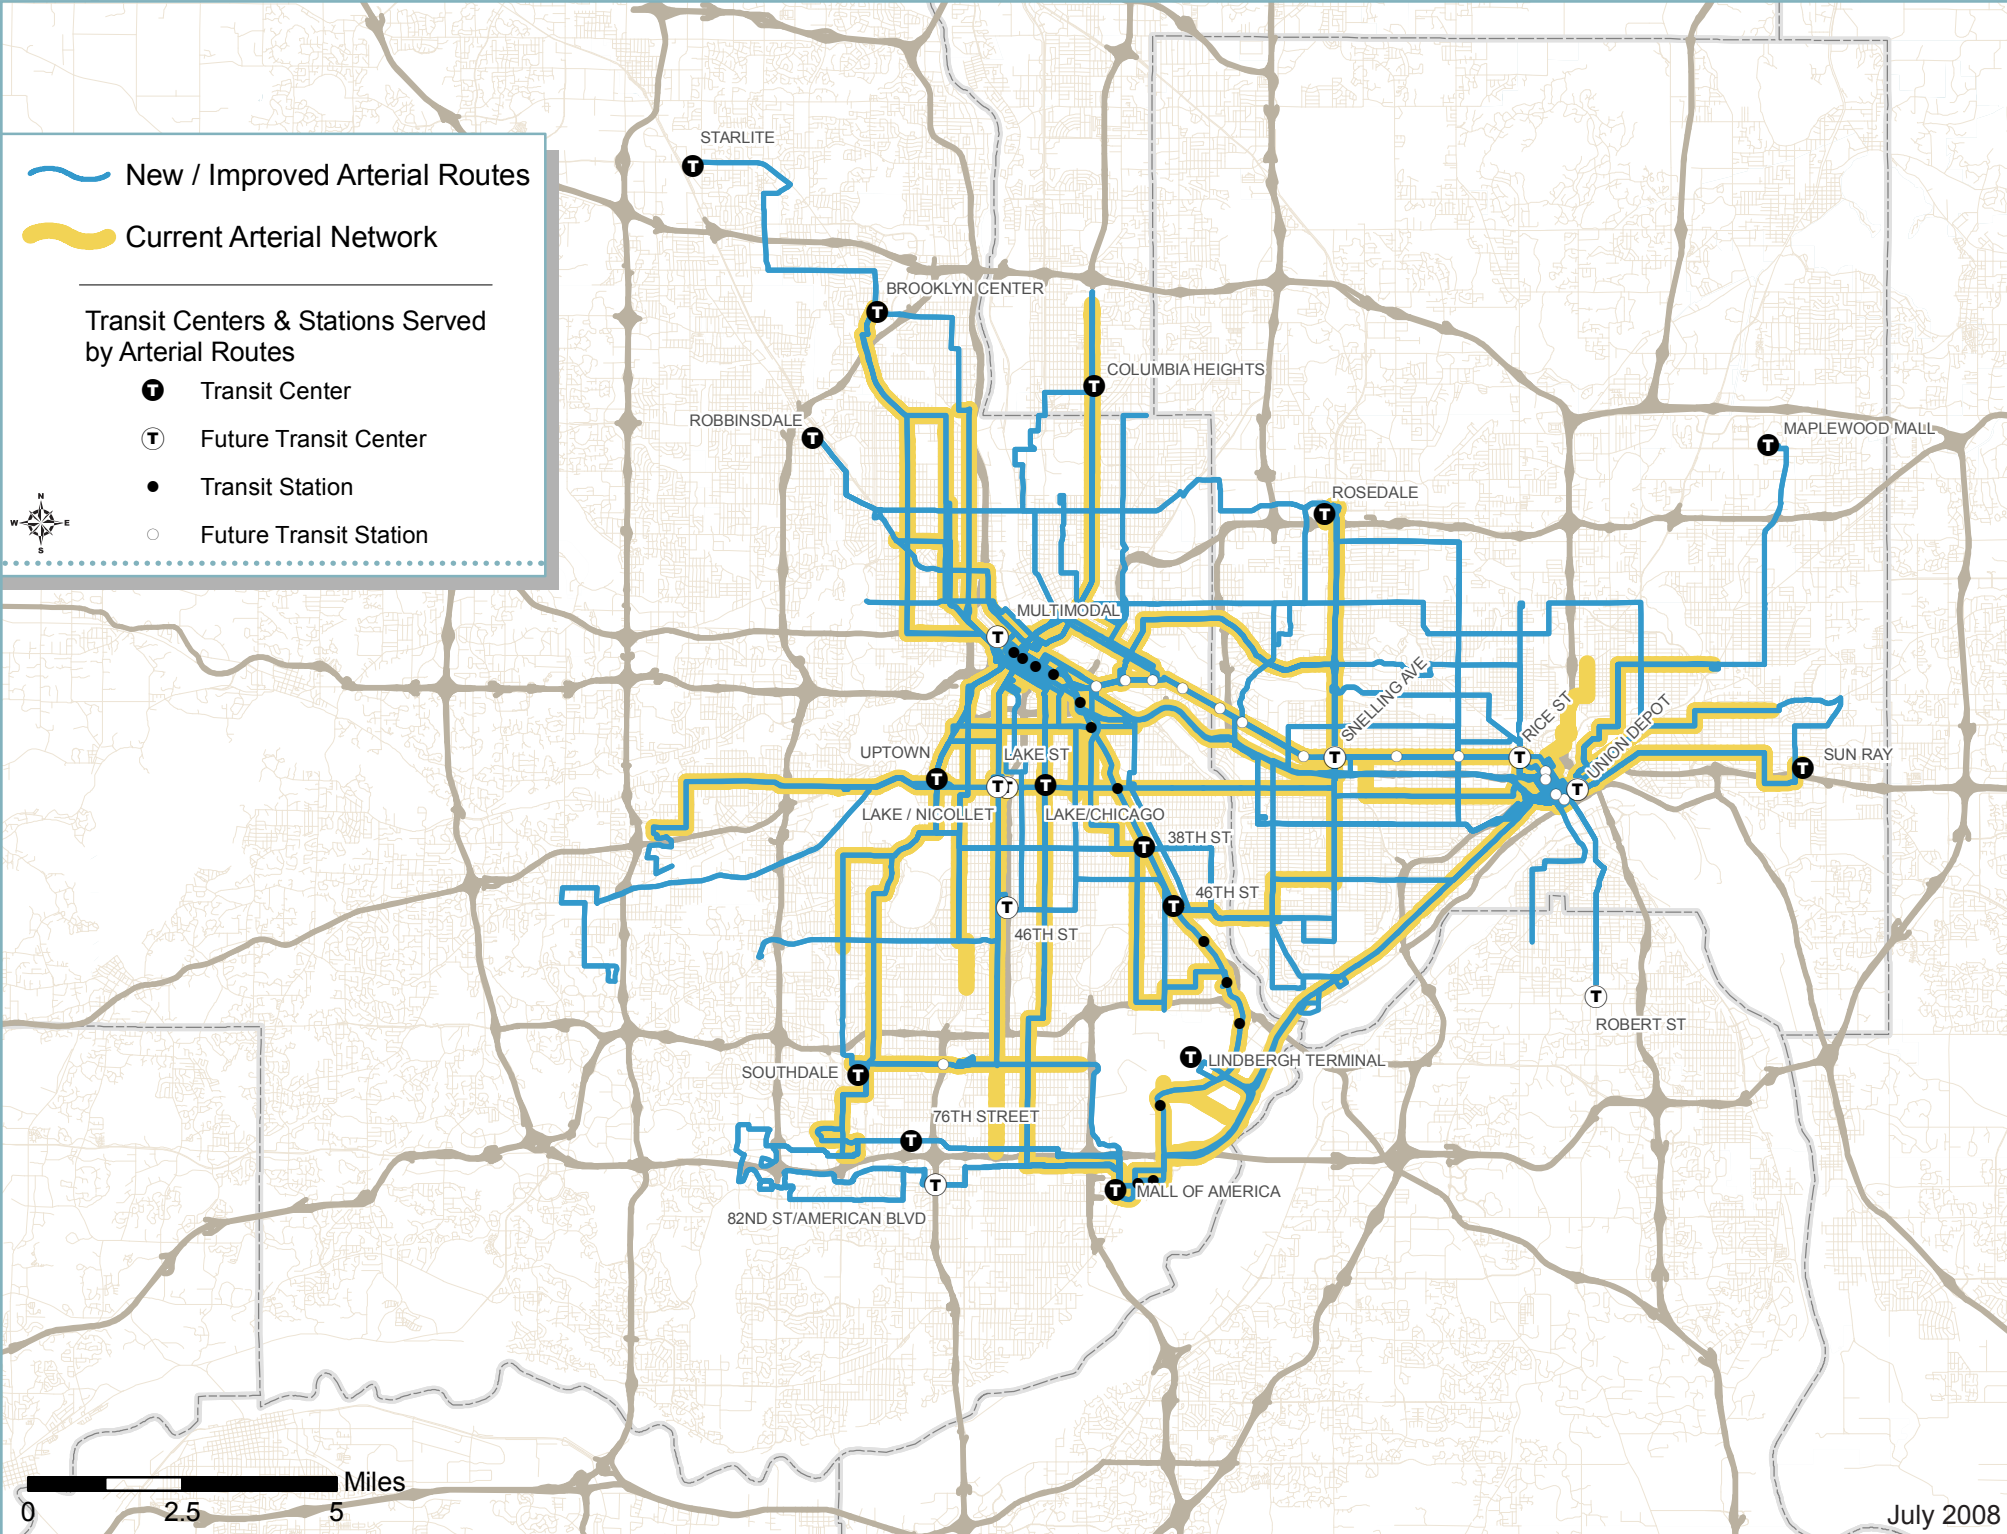 New / Improved Arterial Routes
Current Arterial Network
Transit Centers & Stations Served
by Arterial Routes
T Transit Center
T Future Transit Center
Transit Station
Future Transit Station
N
W E
S
STARLITE
BROOKLYN CENTER
COLUMBIA HEIGHTS
ROBBINSDALE
MAPLEWOOD MALL
ROSEDALE
MULTIMODAL
SNELLING AVE
RICE ST
UNION DEPOT
UPTOWN
LAKE ST
SUN RAY
LAKE / NICOLLET
LAKE/CHICAGO
38TH ST
46TH ST
46TH ST
ROBERT ST
LINDBERGH TERMINAL
SOUTHDALE
76TH STREET
MALL OF AMERICA
82ND ST/AMERICAN BLVD
Miles
0 2.5 5
July 2008